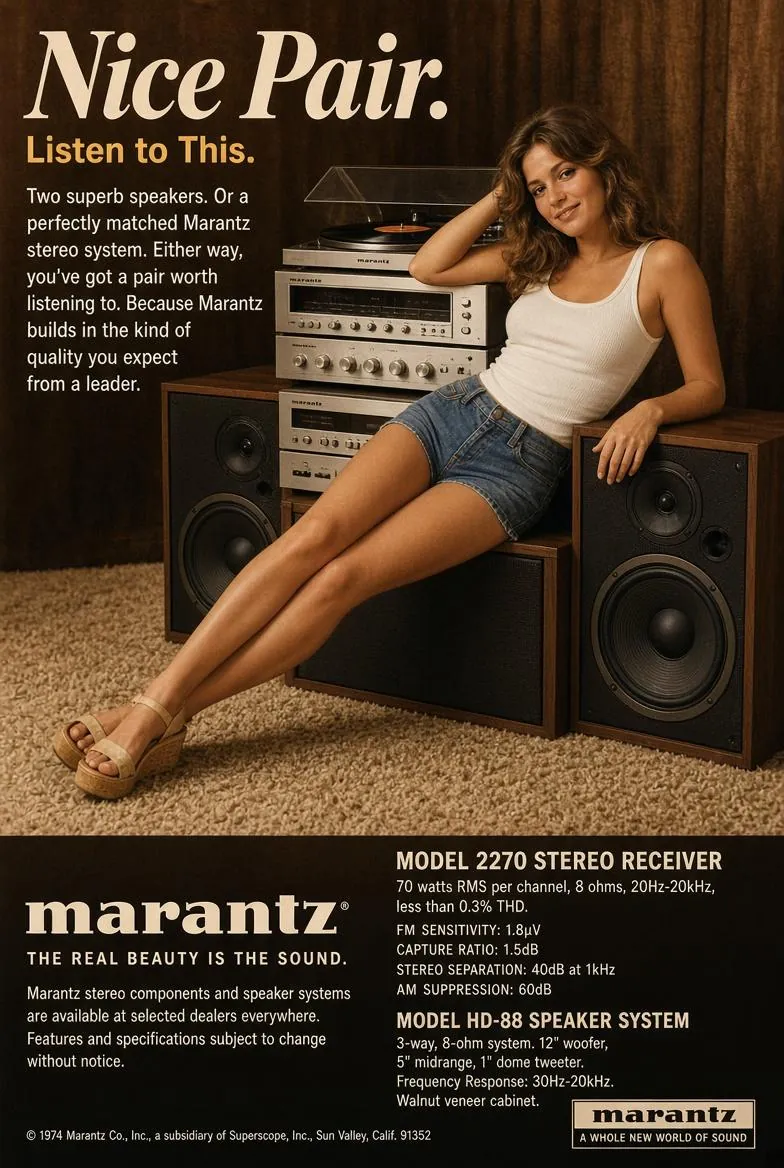 Nice Pair.
Listen to This.
Two superb speakers. Or a
perfectly matched Marantz
stereo system. Either way,
you've got a pair worth
listening to. Because Marantz
builds in the kind of
quality you expect
from a leader.
marantz
marantz
marantz
marantz®
THE REAL BEAUTY IS THE SOUND.
Marantz stereo components and speaker systems
are available at selected dealers everywhere.
Features and specifications subject to change
without notice.
© 1974 Marantz Co., Inc., a subsidiary of Superscope, Inc., Sun Valley, Calif. 91352
MODEL 2270 STEREO RECEIVER
70 watts RMS per channel, 8 ohms, 20Hz-20kHz,
less than 0.3% THD.
FM SENSITIVITY: 1.8µV
CAPTURE RATIO: 1.5dB
STEREO SEPARATION: 40dB at 1kHz
AM SUPPRESSION: 60dB
MODEL HD-88 SPEAKER SYSTEM
3-way, 8-ohm system. 12" woofer,
5" midrange, 1" dome tweeter.
Frequency Response: 30Hz-20kHz.
Walnut veneer cabinet.
marantz
A WHOLE NEW WORLD OF SOUND